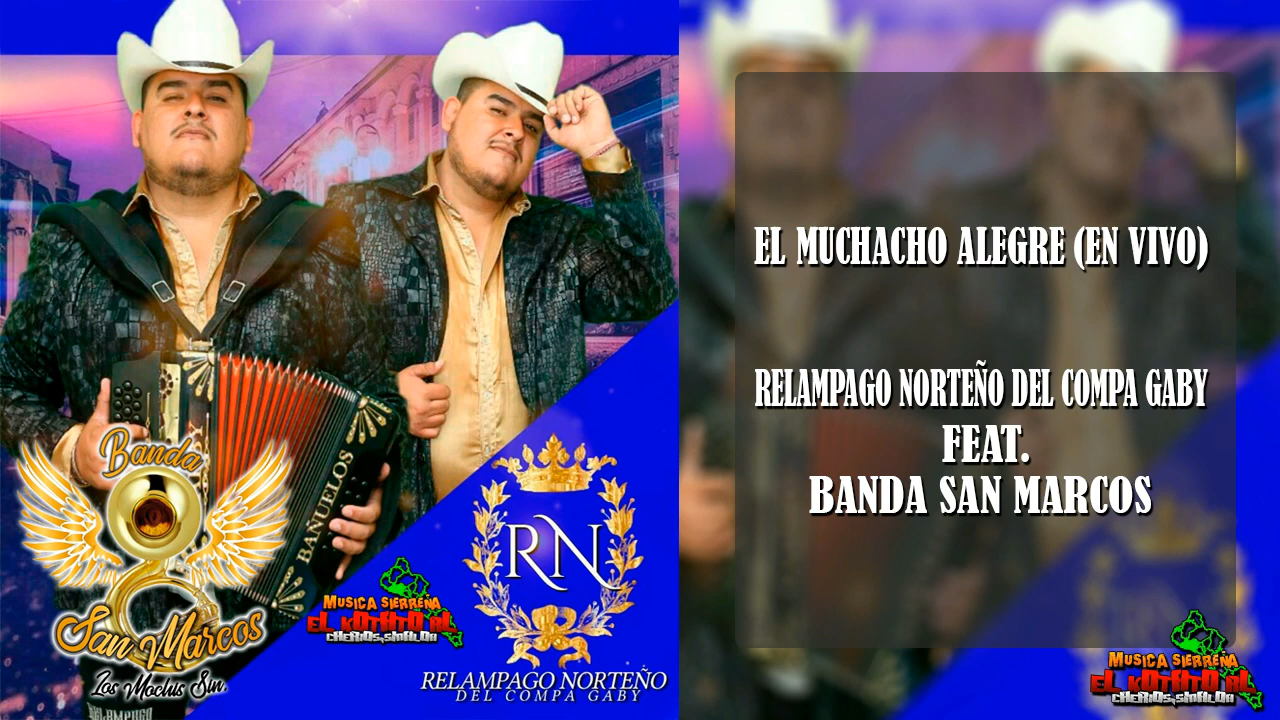 BAÑUELOS
Banda
San Marcos
Los Mochis Sin.
RELAMPAGO
MUSICA SIERREÑA
RN
RELAMPAGO NORTEÑO
DEL COMPA GABY
EL MUCHACHO ALEGRE (EN VIVO)
RELAMPAGO NORTEÑO DEL COMPA GABY
FEAT.
BANDA SAN MARCOS
MUSICA SIERREÑA